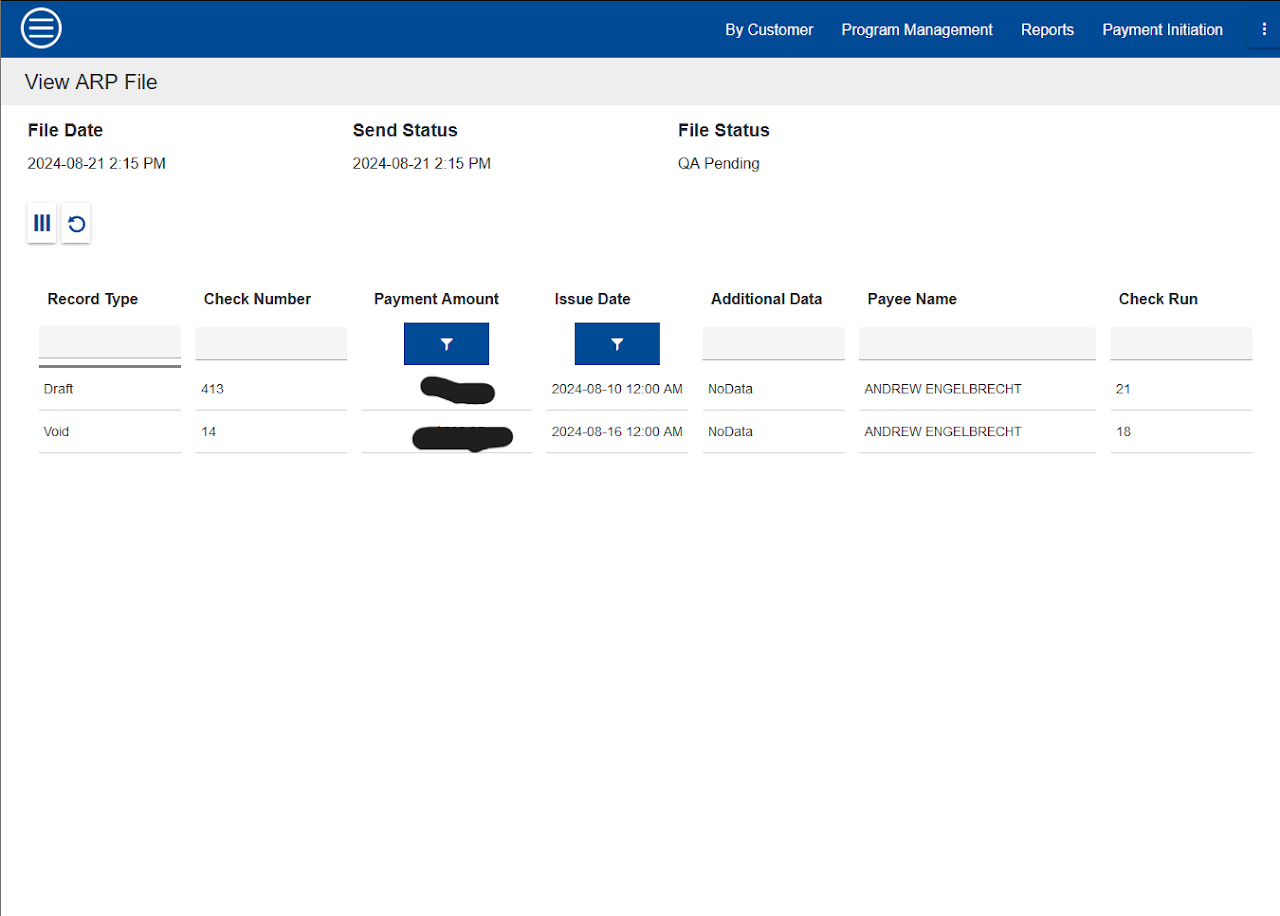 By Customer Program Management Reports Payment Initiation
View ARP File
File Date Send Status File Status
2024-08-21 2:15 PM 2024-08-21 2:15 PM QA Pending
Record Type Check Number Payment Amount Issue Date Additional Data Payee Name Check Run
Draft 413 2024-08-10 12:00 AM NoData ANDREW ENGELBRECHT 21
Void 14 2024-08-16 12:00 AM NoData ANDREW ENGELBRECHT 18